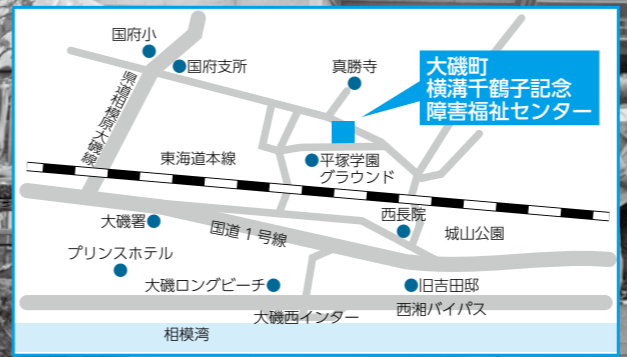 国府小
国府支所
真勝寺
大磯町
横溝千鶴子記念
障害福祉センター
県道相模原大磯線
東海道本線
平塚学園
グラウンド
大磯署
国道1号線
西長院
城山公園
プリンスホテル
大磯ロングビーチ
旧吉田邸
大磯西インター
西湘バイパス
相模湾